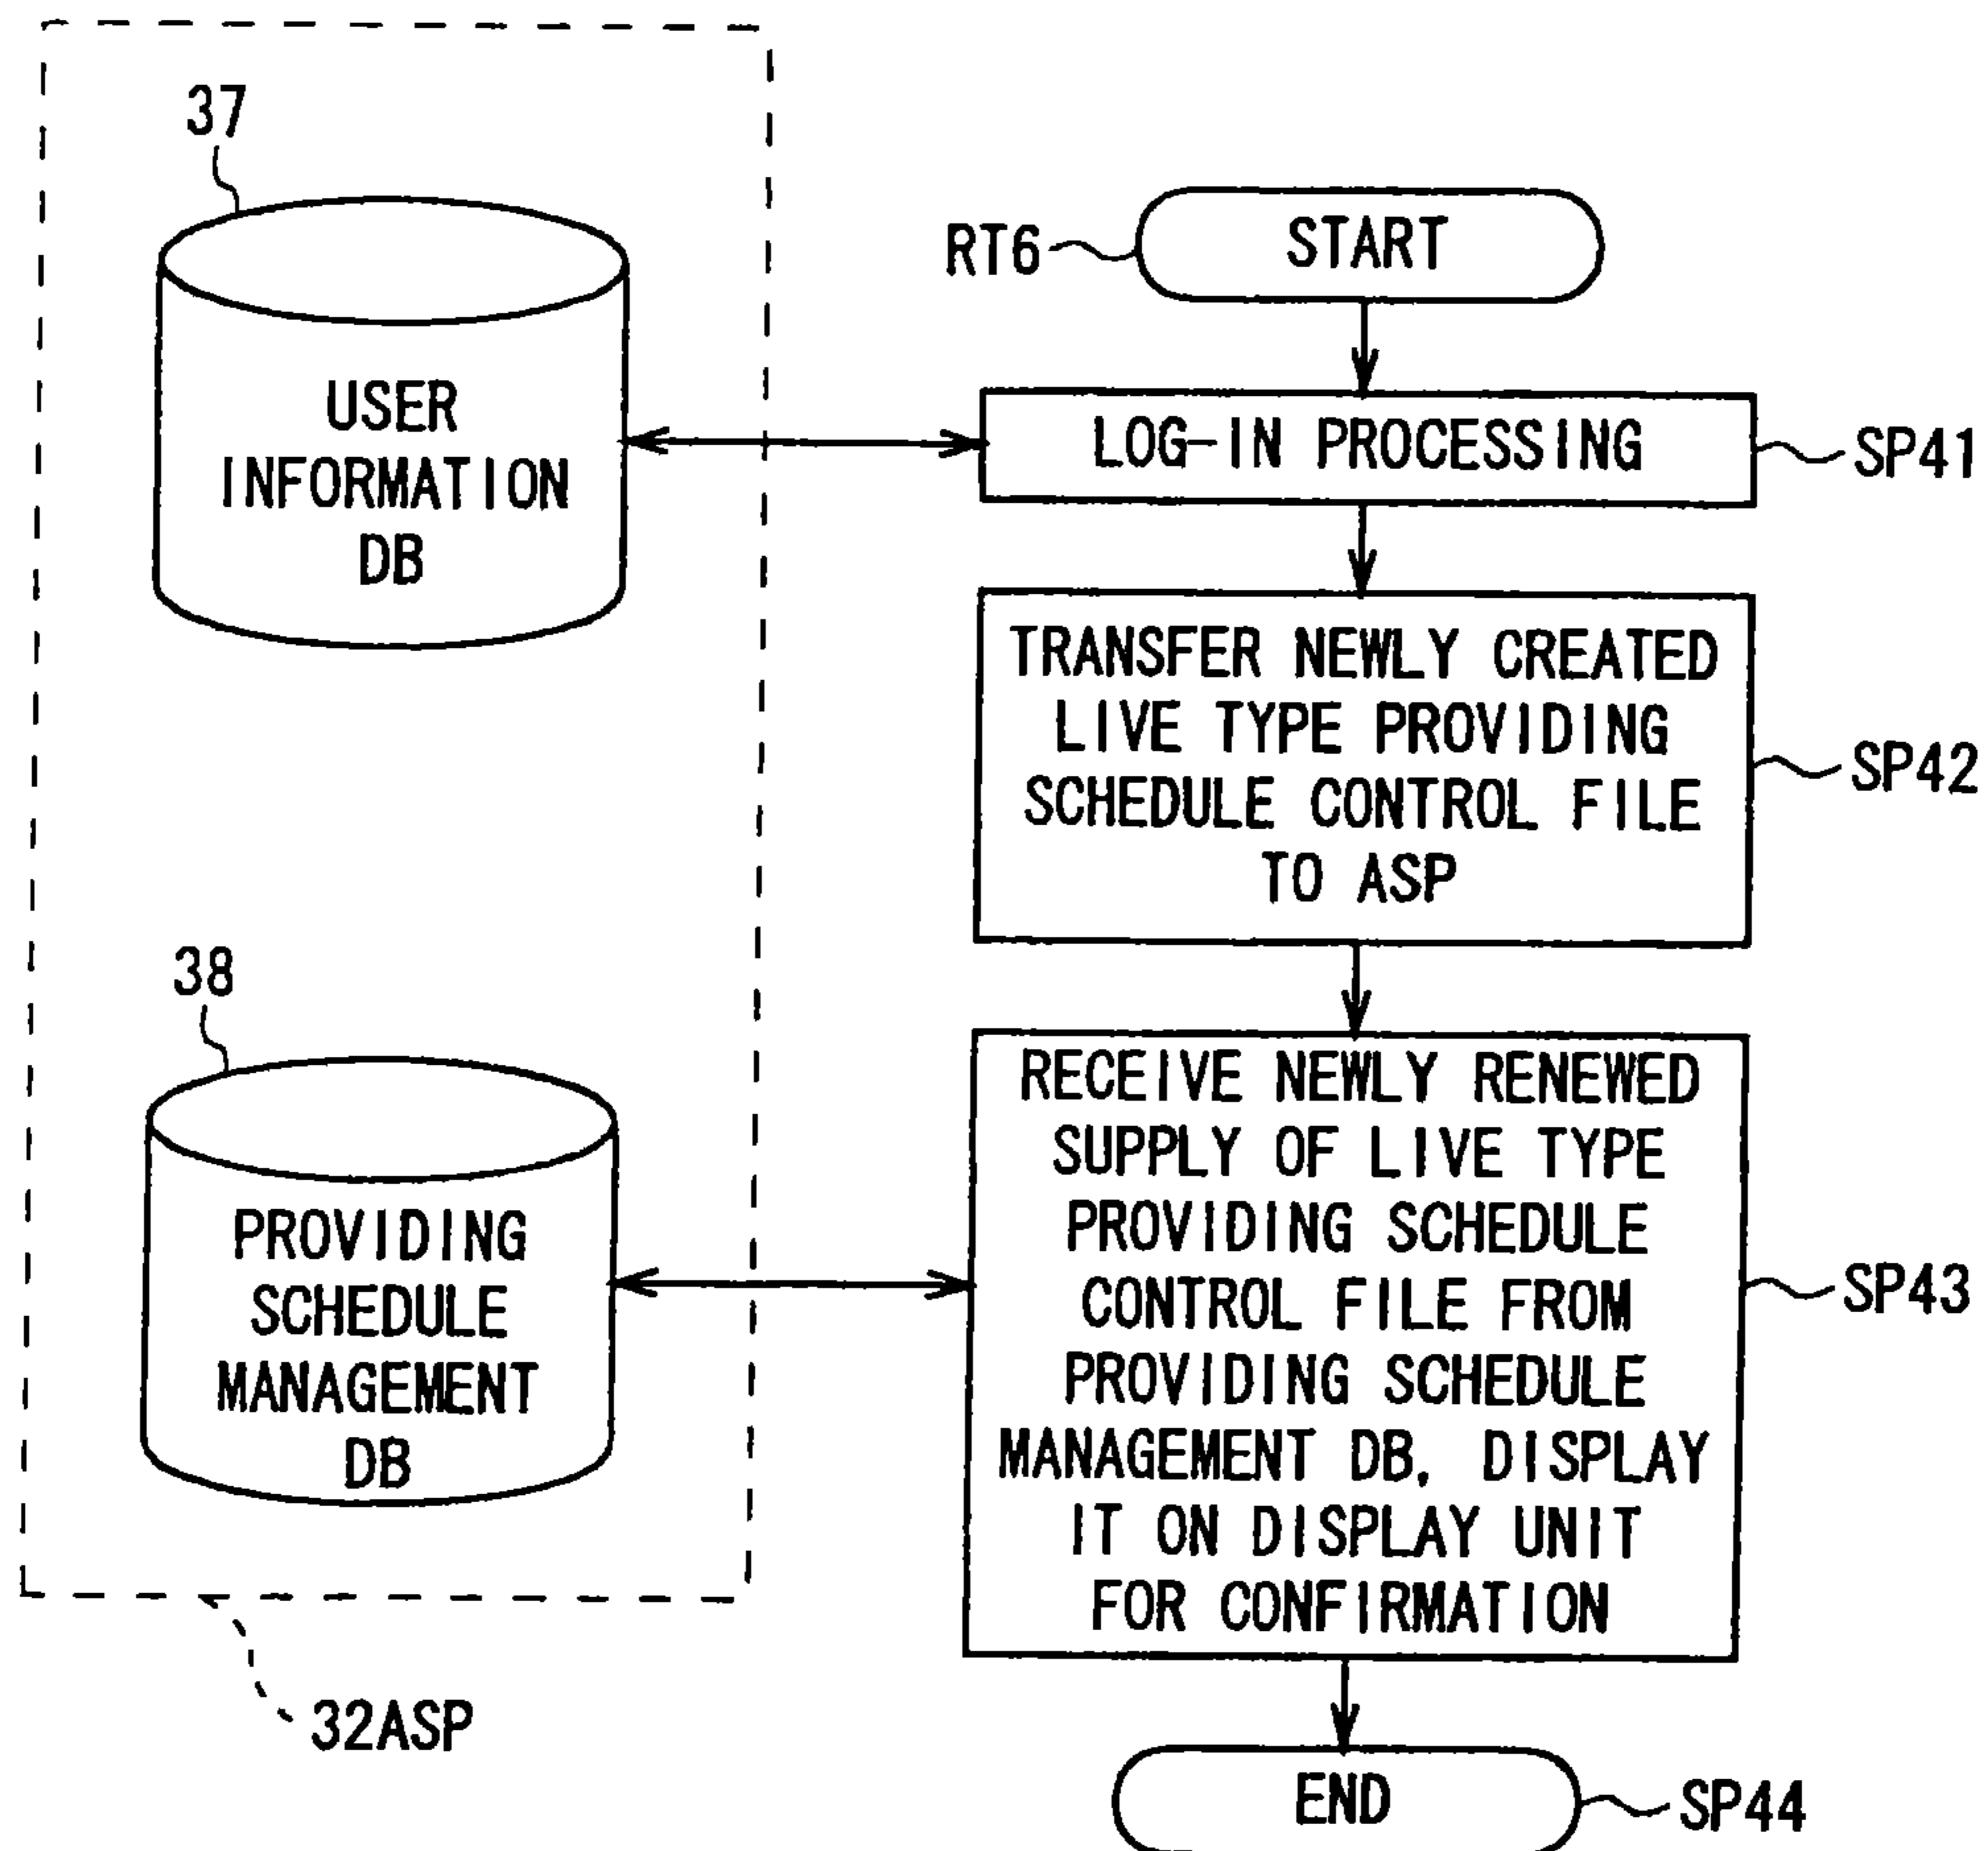 37
USER
INFORMATION
DB
38
PROVIDING
SCHEDULE
MANAGEMENT
DB
32ASP
RT6
START
LOG-IN PROCESSING
SP41
TRANSFER NEWLY CREATED
LIVE TYPE PROVIDING
SCHEDULE CONTROL FILE
TO ASP
SP42
RECEIVE NEWLY RENEWED
SUPPLY OF LIVE TYPE
PROVIDING SCHEDULE
CONTROL FILE FROM
PROVIDING SCHEDULE
MANAGEMENT DB, DISPLAY
IT ON DISPLAY UNIT
FOR CONFIRMATION
SP43
END
SP44